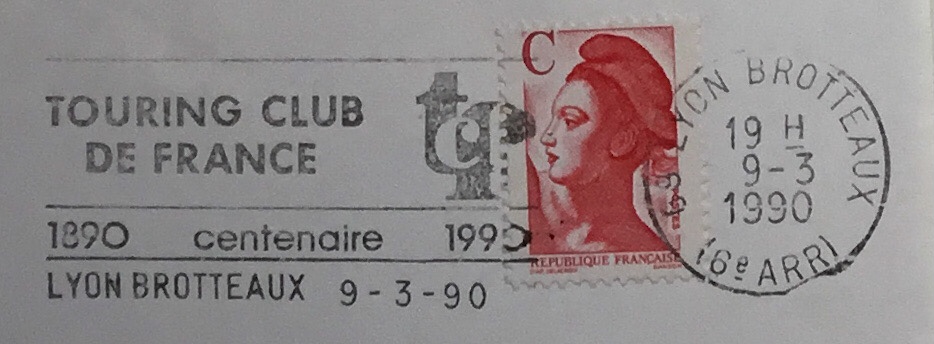 TOURING CLUB
DE FRANCE
tcf
1890 centenaire 1990
LYON BROTTEAUX 9-3-90
C
REPUBLIQUE FRANÇAISE
69 LYON BROTTEAUX
19 H
9-3
1990
(6e ARR)